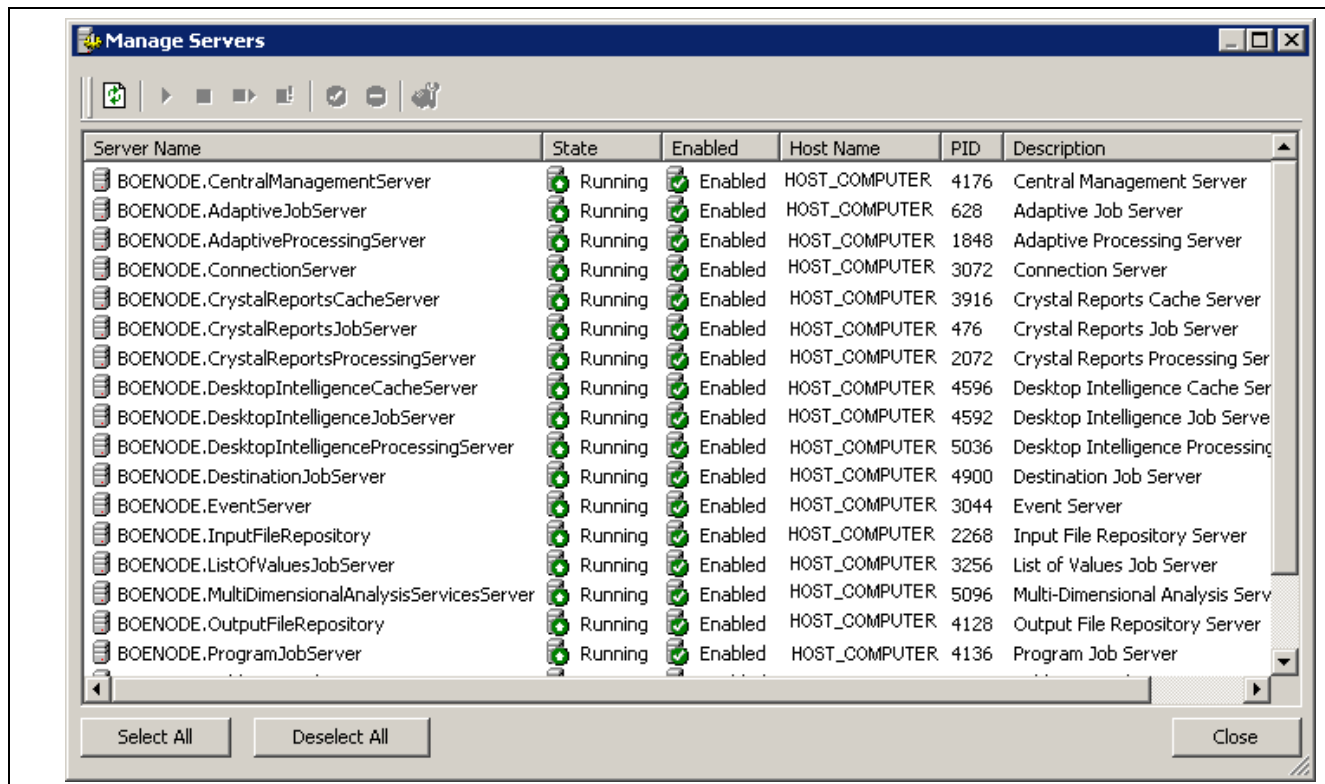 Manage Servers
Server Name State Enabled Host Name PID Description
BOENODE.CentralManagementServer Running Enabled HOST_COMPUTER 4176 Central Management Server
BOENODE.AdaptiveJobServer Running Enabled HOST_COMPUTER 628 Adaptive Job Server
BOENODE.AdaptiveProcessingServer Running Enabled HOST_COMPUTER 1848 Adaptive Processing Server
BOENODE.ConnectionServer Running Enabled HOST_COMPUTER 3072 Connection Server
BOENODE.CrystalReportsCacheServer Running Enabled HOST_COMPUTER 3916 Crystal Reports Cache Server
BOENODE.CrystalReportsJobServer Running Enabled HOST_COMPUTER 476 Crystal Reports Job Server
BOENODE.CrystalReportsProcessingServer Running Enabled HOST_COMPUTER 2072 Crystal Reports Processing Ser
BOENODE.DesktopIntelligenceCacheServer Running Enabled HOST_COMPUTER 4596 Desktop Intelligence Cache Ser
BOENODE.DesktopIntelligenceJobServer Running Enabled HOST_COMPUTER 4592 Desktop Intelligence Job Serve
BOENODE.DesktopIntelligenceProcessingServer Running Enabled HOST_COMPUTER 5036 Desktop Intelligence Processing
BOENODE.DestinationJobServer Running Enabled HOST_COMPUTER 4900 Destination Job Server
BOENODE.EventServer Running Enabled HOST_COMPUTER 3044 Event Server
BOENODE.InputFileRepository Running Enabled HOST_COMPUTER 2268 Input File Repository Server
BOENODE.ListOfValuesJobServer Running Enabled HOST_COMPUTER 3256 List of Values Job Server
BOENODE.MultiDimensionalAnalysisServicesServer Running Enabled HOST_COMPUTER 5096 Multi-Dimensional Analysis Serv
BOENODE.OutputFileRepository Running Enabled HOST_COMPUTER 4128 Output File Repository Server
BOENODE.ProgramJobServer Running Enabled HOST_COMPUTER 4136 Program Job Server
Select All Deselect All Close